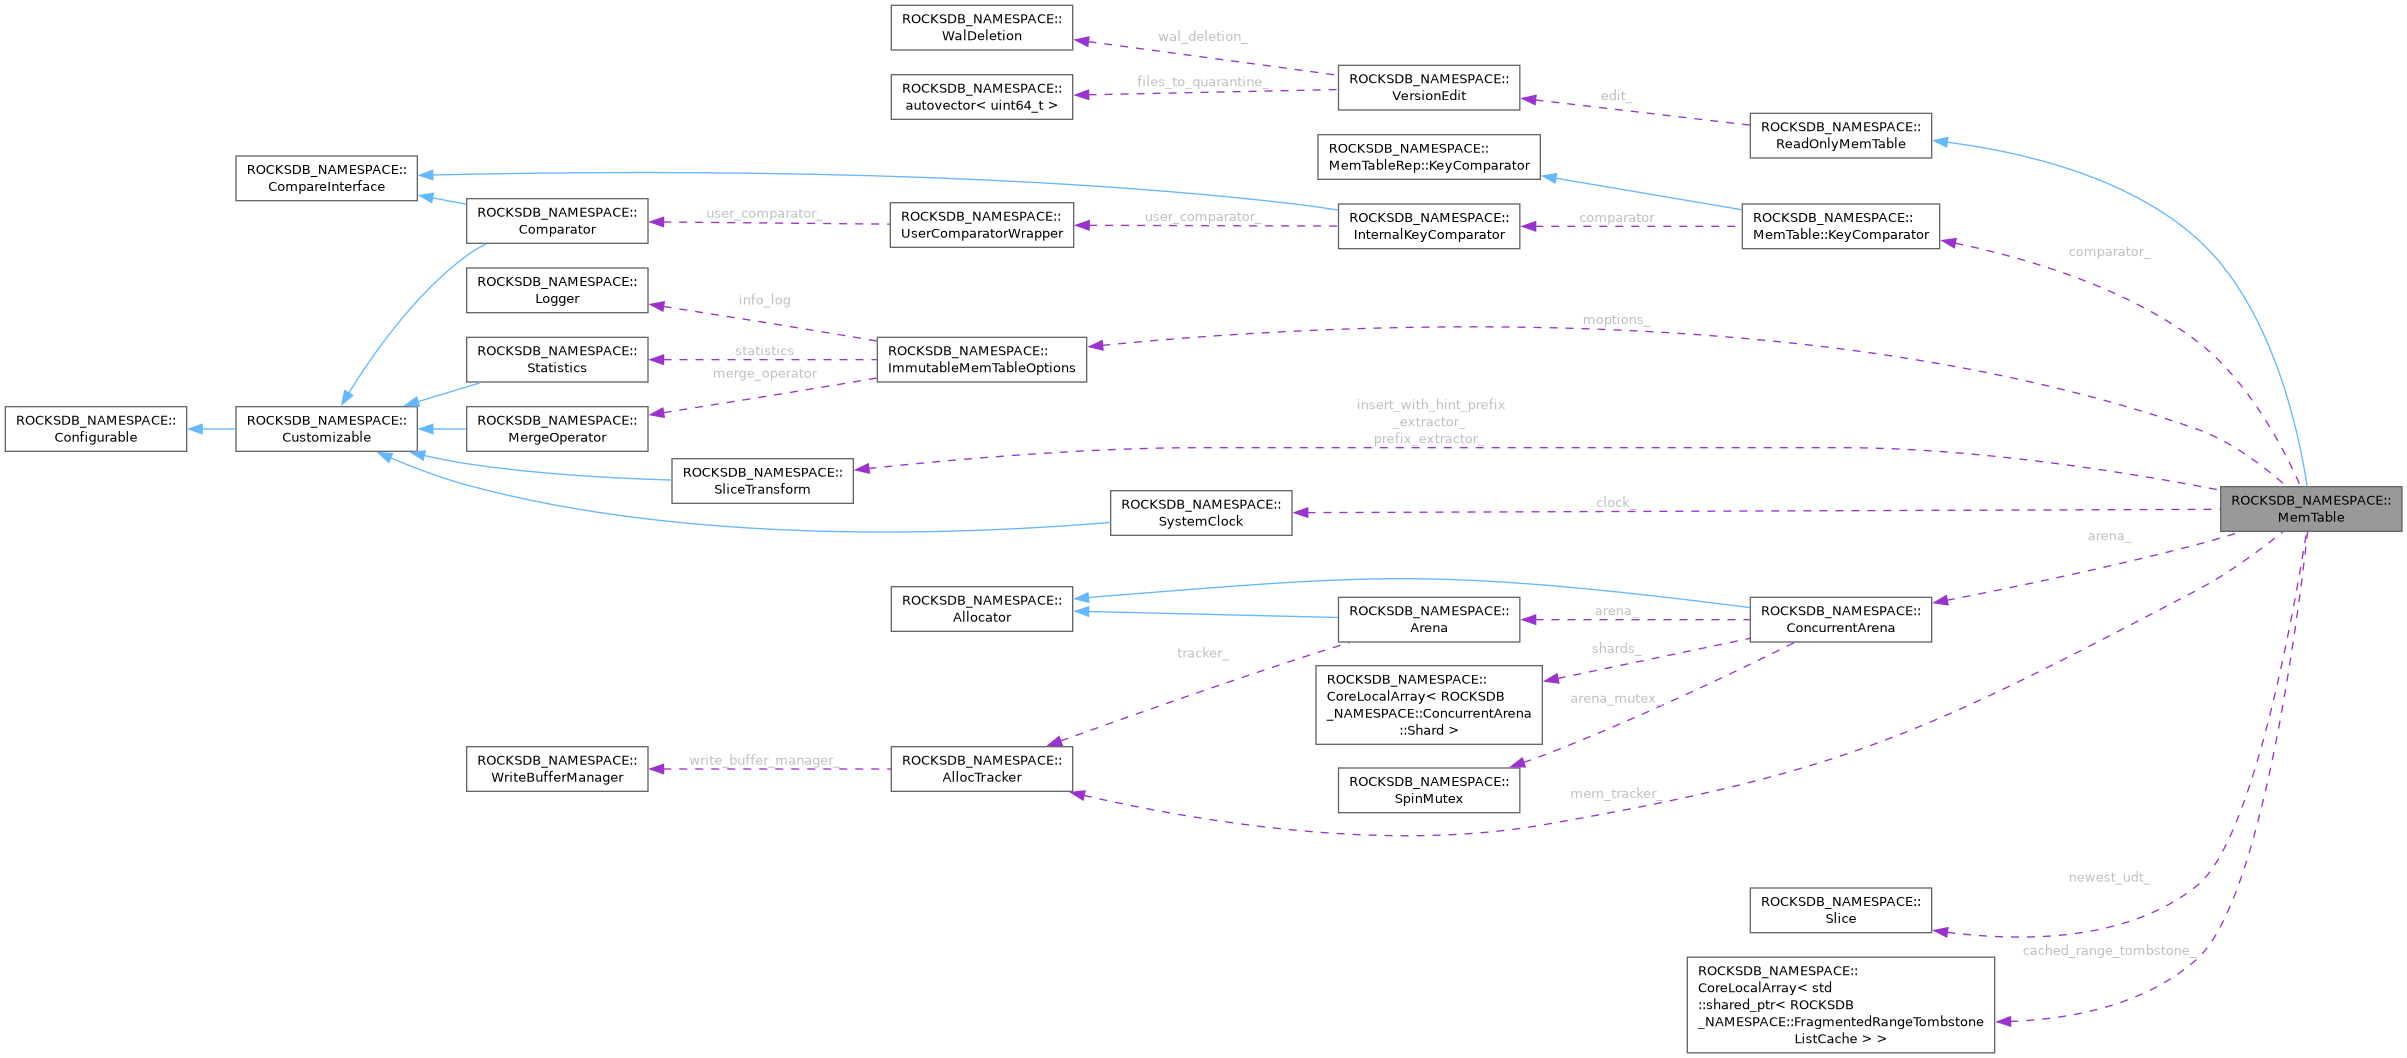 ROCKSDB_NAMESPACE::
WalDeletion
wal_deletion_
ROCKSDB_NAMESPACE::
VersionEdit
files_to_quarantine_
ROCKSDB_NAMESPACE::
autovector< uint64_t >
edit_
ROCKSDB_NAMESPACE::
ReadOnlyMemTable
ROCKSDB_NAMESPACE::
MemTableRep::KeyComparator
ROCKSDB_NAMESPACE::
CompareInterface
ROCKSDB_NAMESPACE::
Comparator
user_comparator_
ROCKSDB_NAMESPACE::
UserComparatorWrapper
user_comparator_
ROCKSDB_NAMESPACE::
InternalKeyComparator
comparator
ROCKSDB_NAMESPACE::
MemTable::KeyComparator
comparator_
ROCKSDB_NAMESPACE::
Logger
info_log
moptions_
ROCKSDB_NAMESPACE::
Statistics
statistics
merge_operator
ROCKSDB_NAMESPACE::
ImmutableMemTableOptions
ROCKSDB_NAMESPACE::
Configurable
ROCKSDB_NAMESPACE::
Customizable
ROCKSDB_NAMESPACE::
MergeOperator
insert_with_hint_prefix
_extractor_
prefix_extractor_
ROCKSDB_NAMESPACE::
SliceTransform
ROCKSDB_NAMESPACE::
SystemClock
clock_
ROCKSDB_NAMESPACE::
MemTable
arena_
ROCKSDB_NAMESPACE::
Allocator
ROCKSDB_NAMESPACE::
Arena
arena_
ROCKSDB_NAMESPACE::
ConcurrentArena
tracker_
shards_
ROCKSDB_NAMESPACE::
CoreLocalArray< ROCKSDB
_NAMESPACE::ConcurrentArena
::Shard >
arena_mutex_
ROCKSDB_NAMESPACE::
WriteBufferManager
write_buffer_manager_
ROCKSDB_NAMESPACE::
AllocTracker
ROCKSDB_NAMESPACE::
SpinMutex
mem_tracker_
newest_udt_
ROCKSDB_NAMESPACE::
Slice
cached_range_tombstone_
ROCKSDB_NAMESPACE::
CoreLocalArray< std
::shared_ptr< ROCKSDB
_NAMESPACE::FragmentedRangeTombstone
ListCache > >